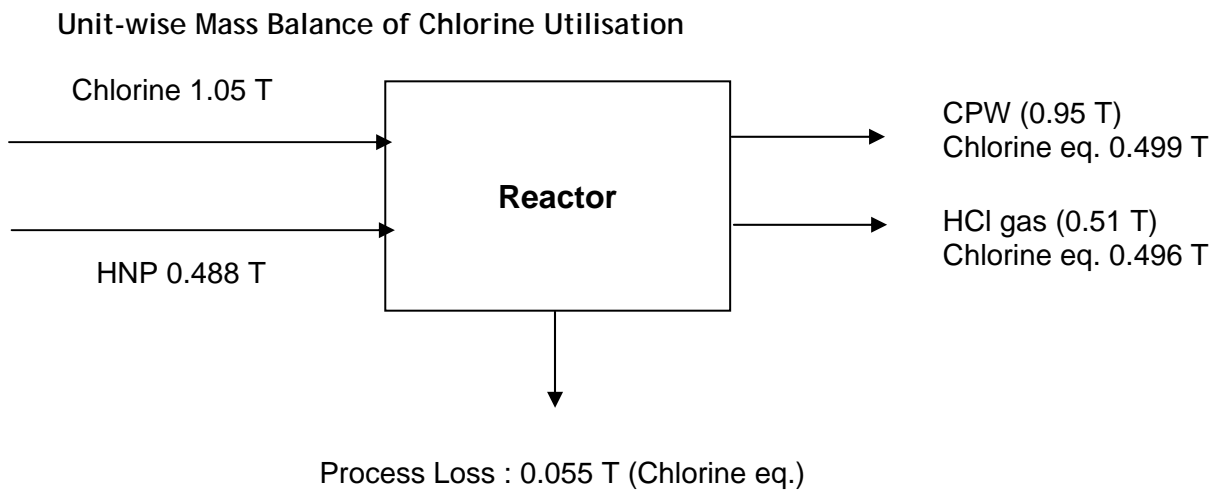 Unit-wise Mass Balance of Chlorine Utilisation
Chlorine 1.05 T
HNP 0.488 T
Reactor
CPW (0.95 T)
Chlorine eq. 0.499 T
HCl gas (0.51 T)
Chlorine eq. 0.496 T
Process Loss : 0.055 T (Chlorine eq.)